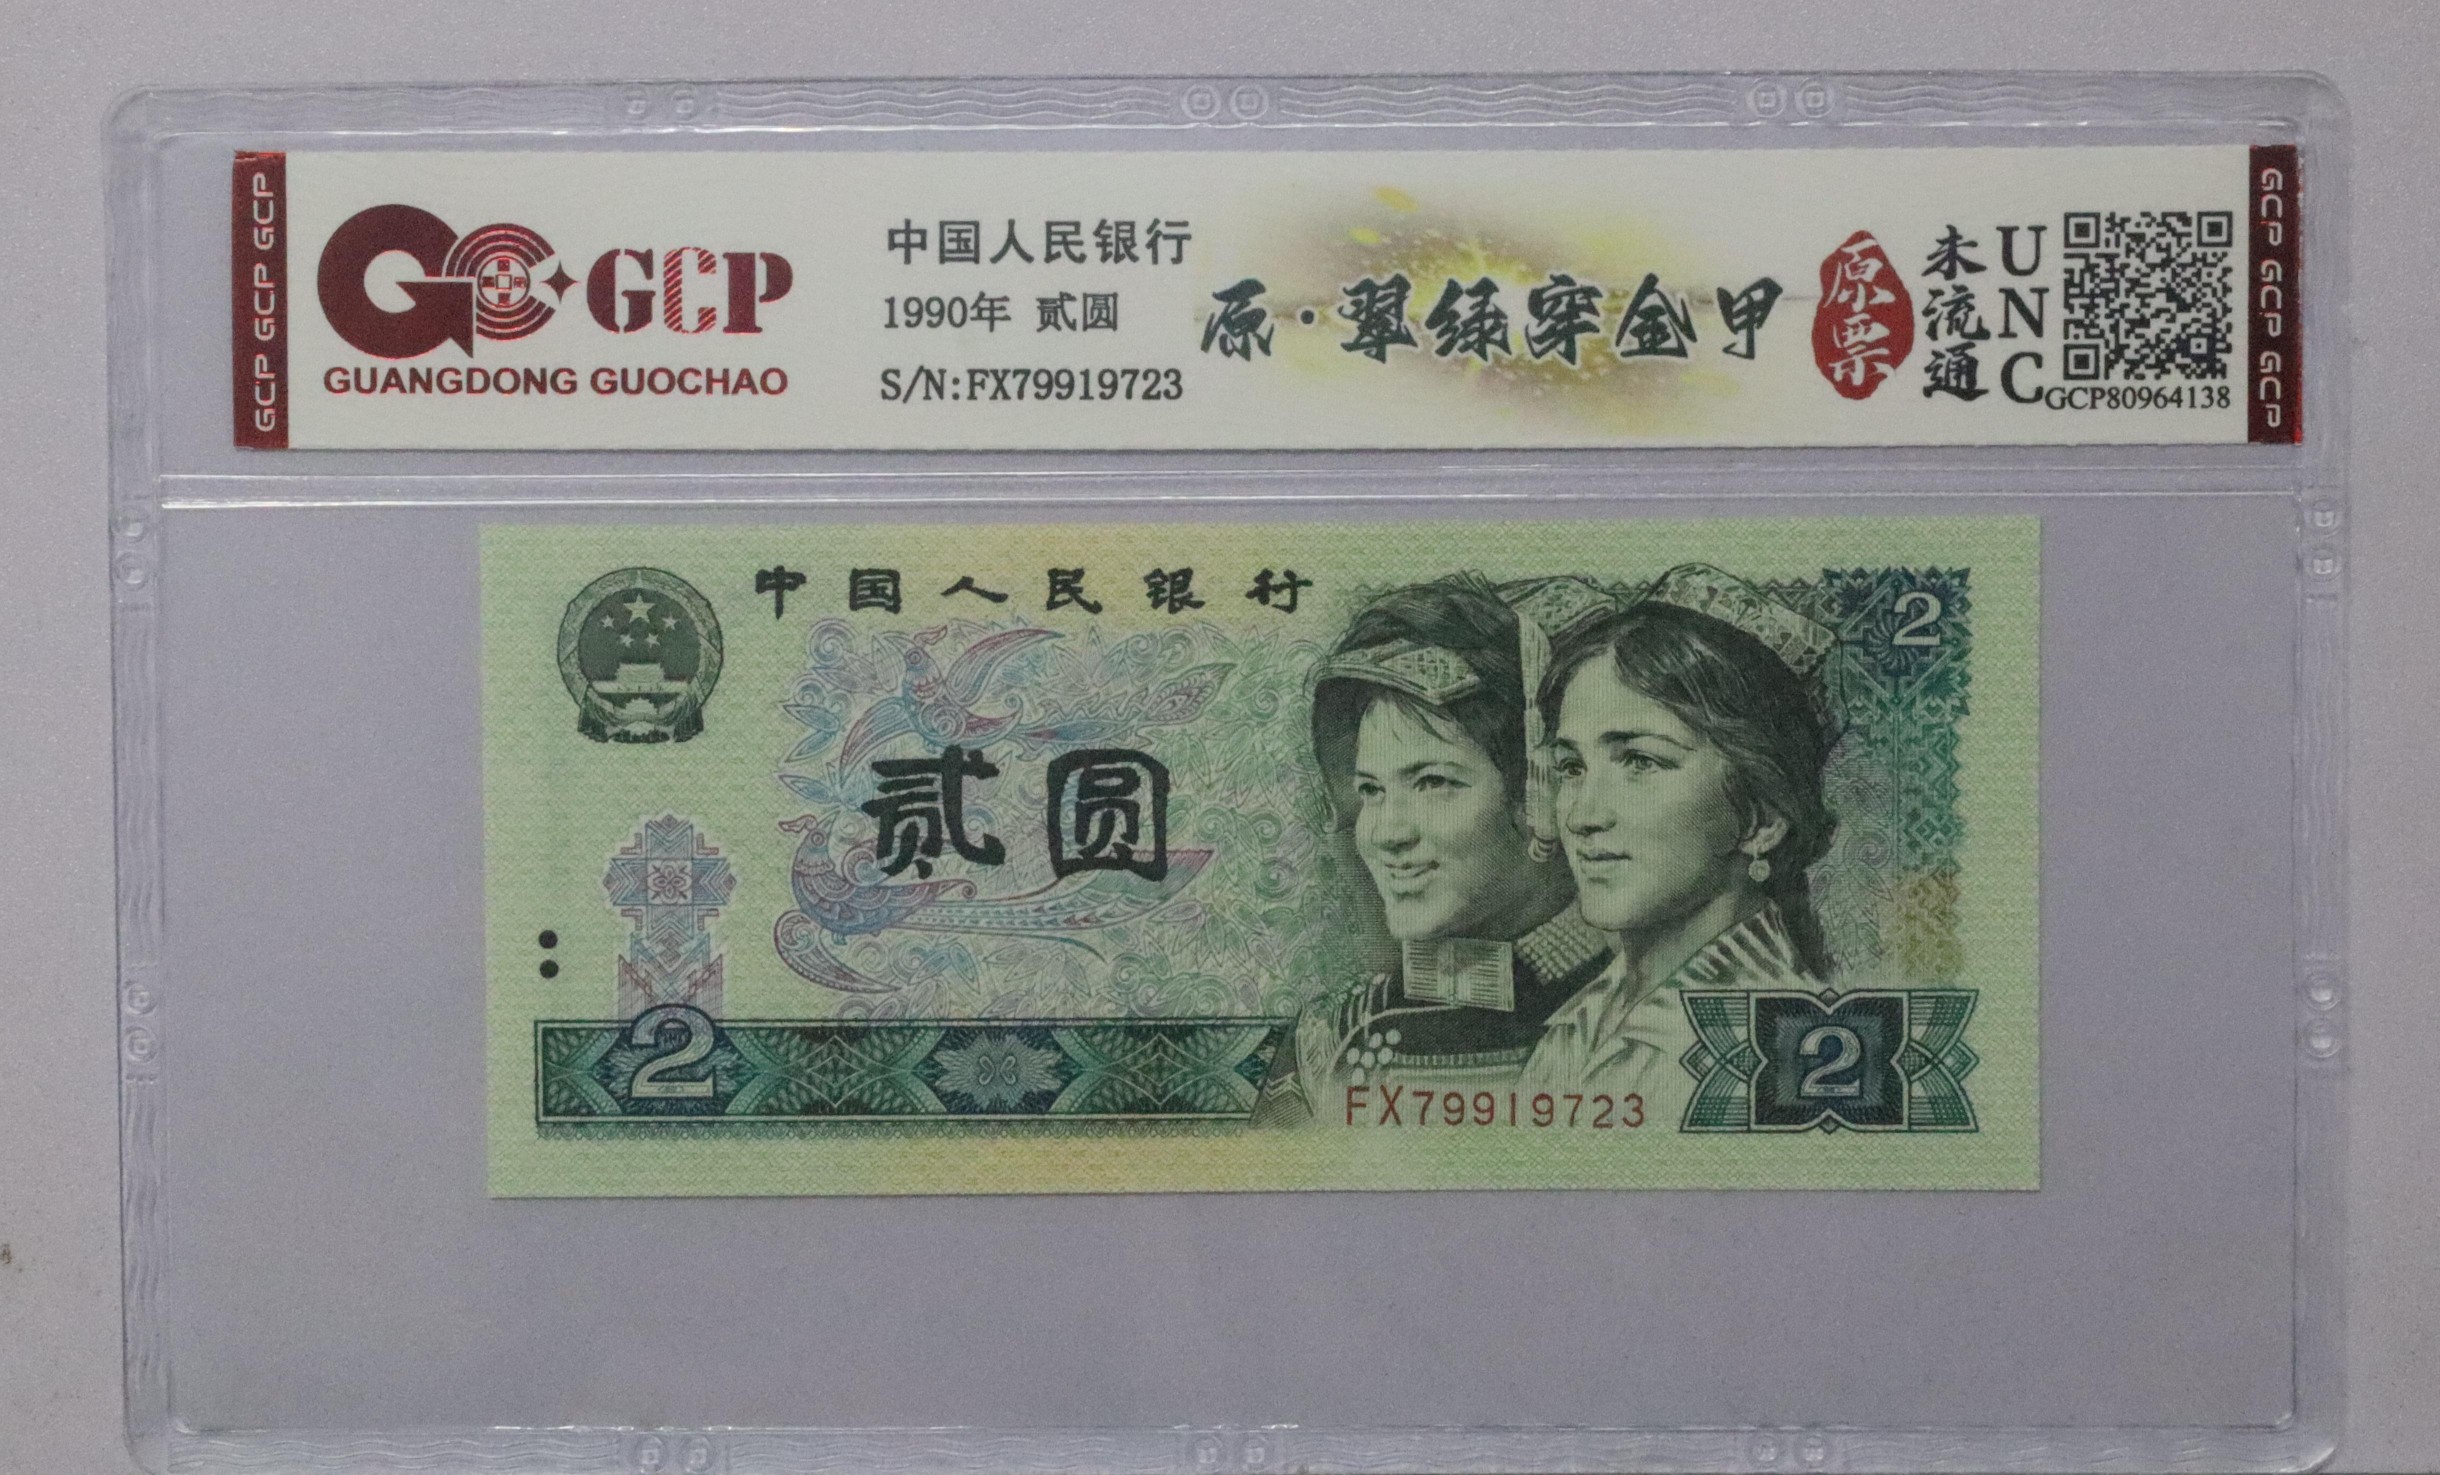 GCP GCP GCP
GCP
GUANGDONG GUOCHAO
中国人民银行
1990年 贰圆
S/N:FX79919723
原·翠绿穿金甲
原票
未流通
UNC
GCP80964138
GCP GCP GCP
中国人民银行
2
贰圆
2
FX79919723
2